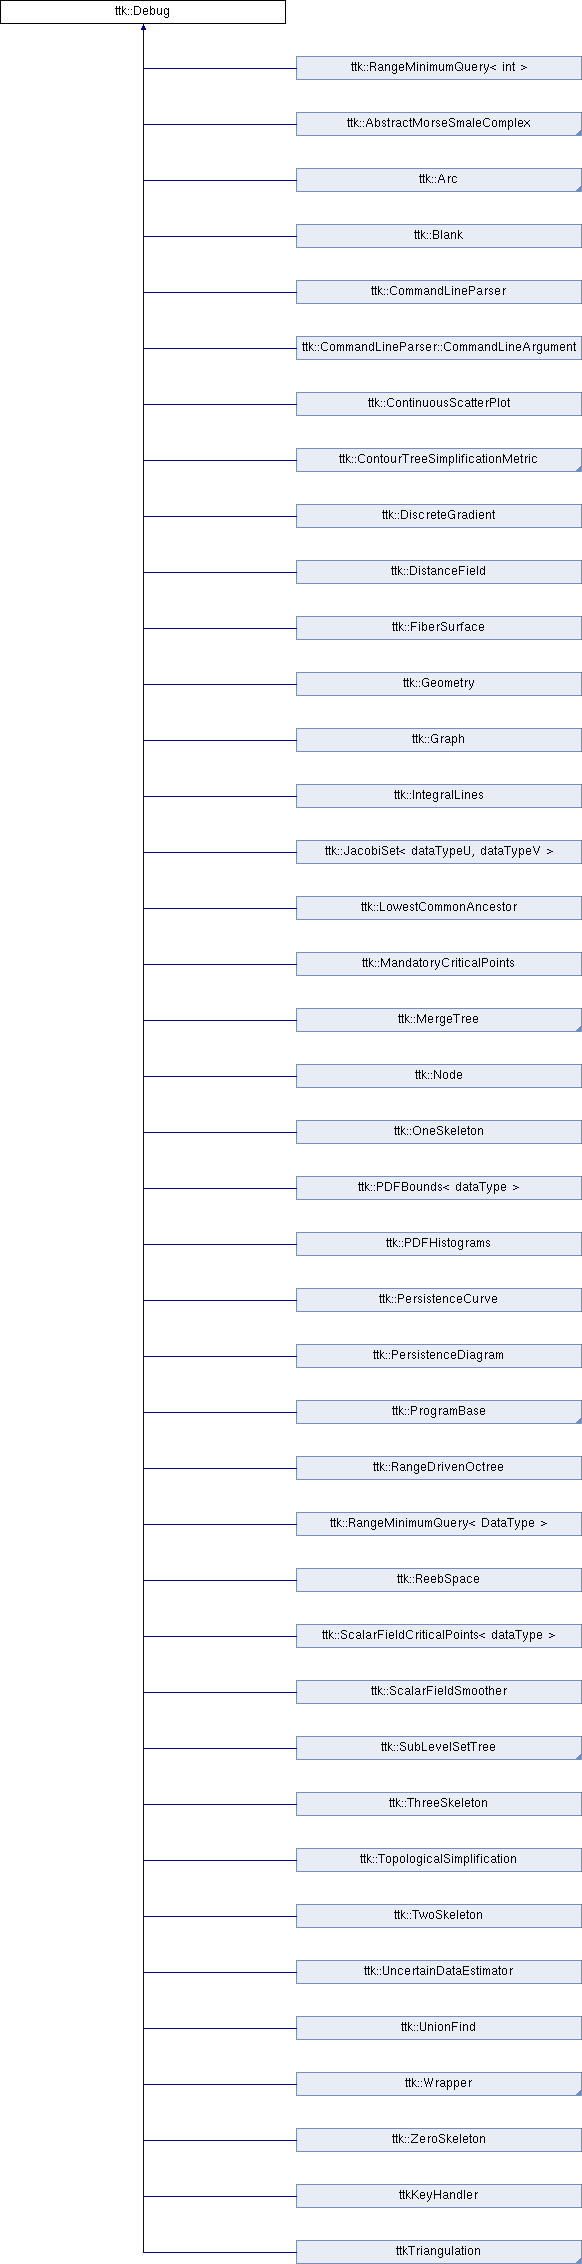 ttk::Debug
ttk::RangeMinimumQuery< int >
ttk::AbstractMorseSmaleComplex
ttk::Arc
ttk::Blank
ttk::CommandLineParser
ttk::CommandLineParser::CommandLineArgument
ttk::ContinuousScatterPlot
ttk::ContourTreeSimplificationMetric
ttk::DiscreteGradient
ttk::DistanceField
ttk::FiberSurface
ttk::Geometry
ttk::Graph
ttk::IntegralLines
ttk::JacobiSet< dataTypeU, dataTypeV >
ttk::LowestCommonAncestor
ttk::MandatoryCriticalPoints
ttk::MergeTree
ttk::Node
ttk::OneSkeleton
ttk::PDFBounds< dataType >
ttk::PDFHistograms
ttk::PersistenceCurve
ttk::PersistenceDiagram
ttk::ProgramBase
ttk::RangeDrivenOctree
ttk::RangeMinimumQuery< DataType >
ttk::ReebSpace
ttk::ScalarFieldCriticalPoints< dataType >
ttk::ScalarFieldSmoother
ttk::SubLevelSetTree
ttk::ThreeSkeleton
ttk::TopologicalSimplification
ttk::TwoSkeleton
ttk::UncertainDataEstimator
ttk::UnionFind
ttk::Wrapper
ttk::ZeroSkeleton
ttkKeyHandler
ttkTriangulation